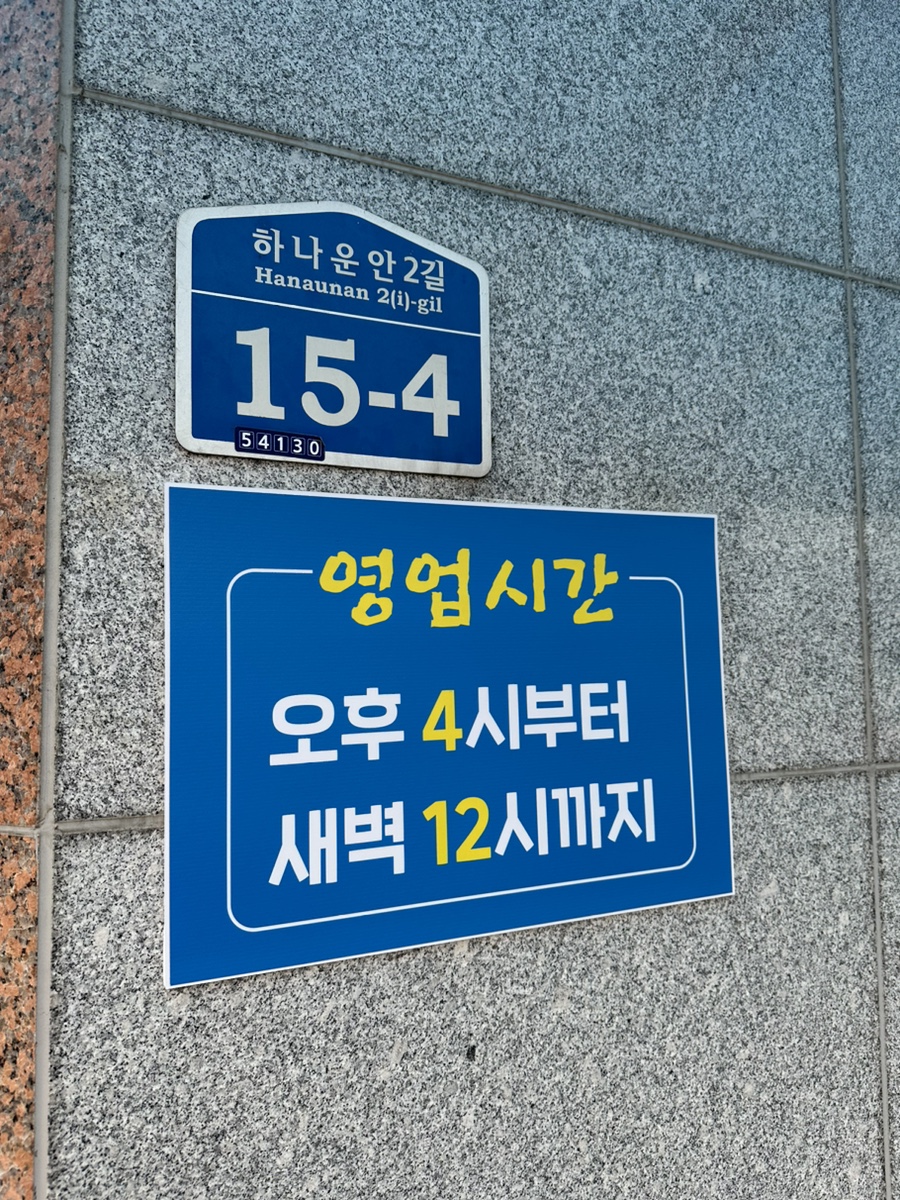 하나운안2길
Hanaunan 2(i)-gil
15-4
54130
영업시간
오후 4시부터
새벽 12시까지